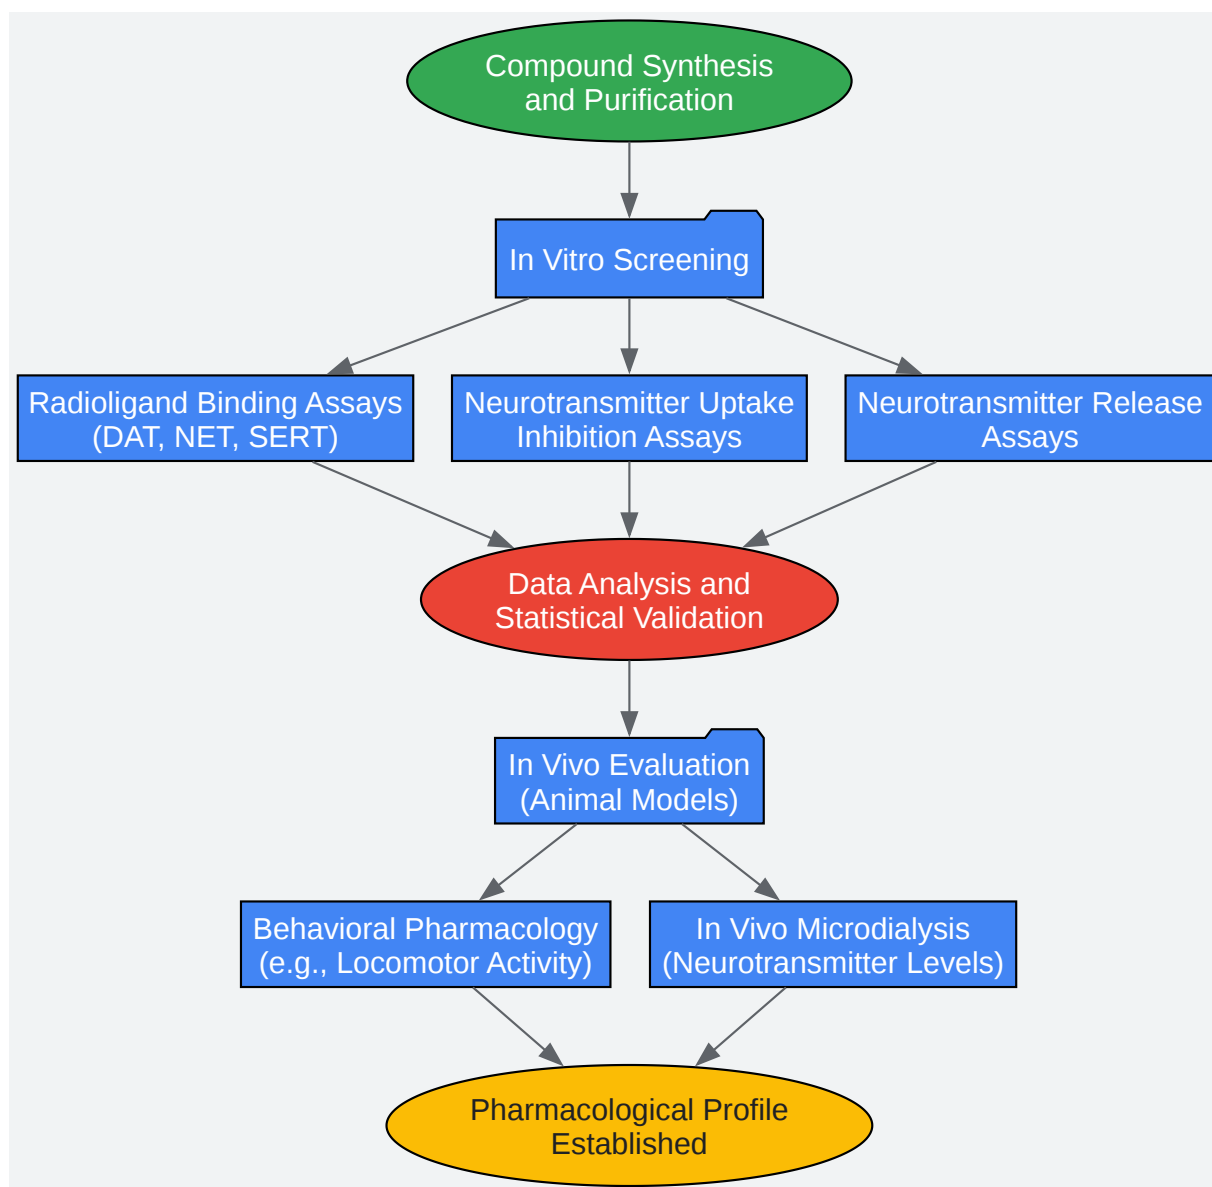 Compound Synthesis
and Purification
In Vitro Screening
Radioligand Binding Assays
(DAT, NET, SERT)
Neurotransmitter Uptake
Inhibition Assays
Neurotransmitter Release
Assays
Data Analysis and
Statistical Validation
In Vivo Evaluation
(Animal Models)
Behavioral Pharmacology
(e.g., Locomotor Activity)
In Vivo Microdialysis
(Neurotransmitter Levels)
Pharmacological Profile
Established